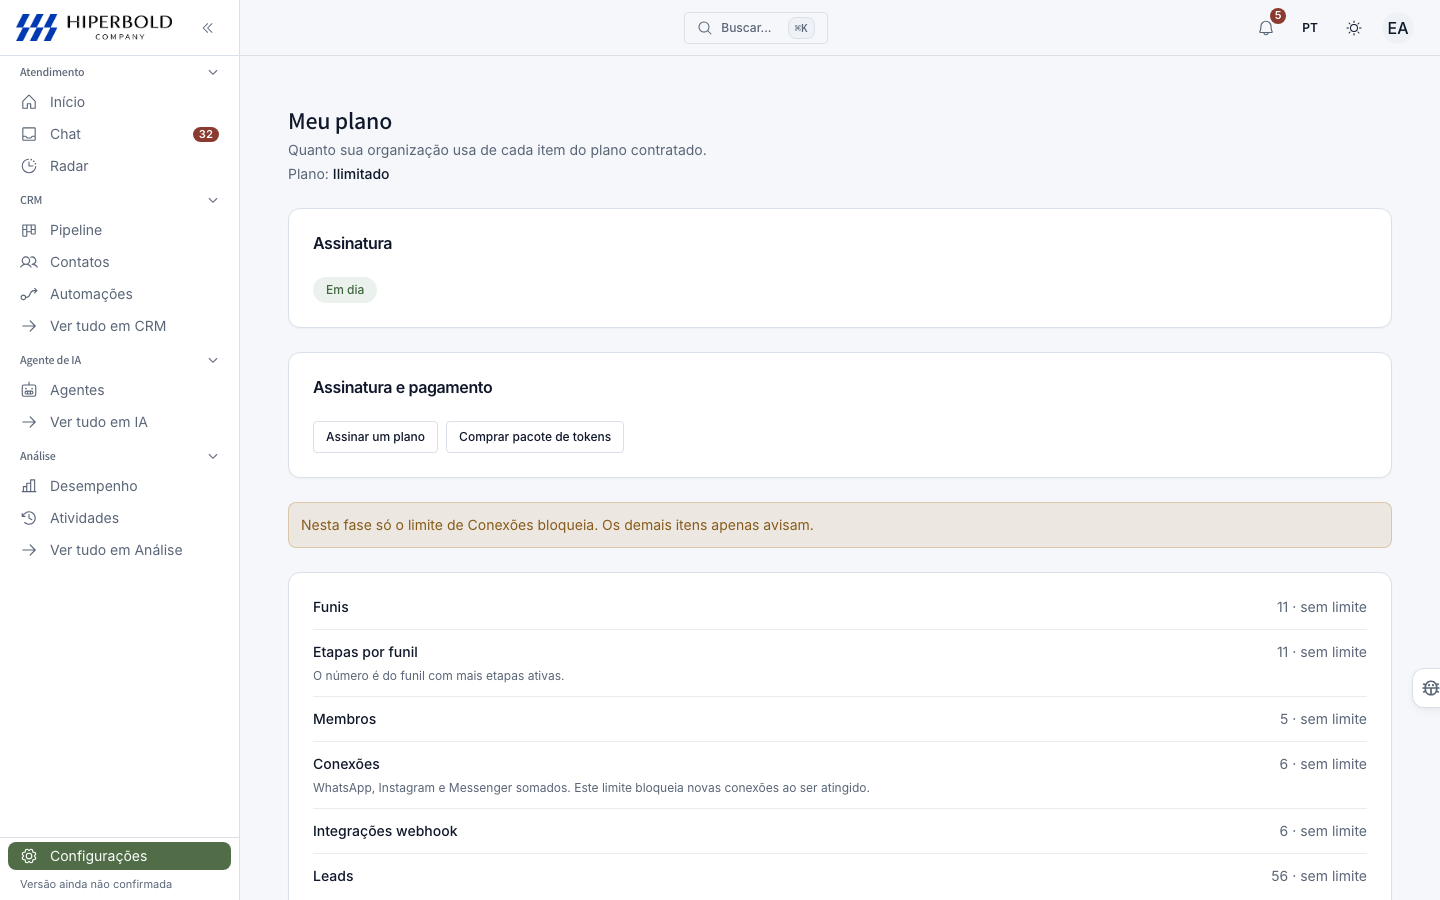 HIPERBOLD
COMPANY
Buscar...
⌘K
5
PT
EA
Atendimento
Início
Chat
32
Radar
CRM
Pipeline
Contatos
Automações
Ver tudo em CRM
Agente de IA
Agentes
Ver tudo em IA
Análise
Desempenho
Atividades
Ver tudo em Análise
Configurações
Versão ainda não confirmada
Meu plano
Quanto sua organização usa de cada item do plano contratado.
Plano: Ilimitado
Assinatura
Em dia
Assinatura e pagamento
Assinar um plano
Comprar pacote de tokens
Nesta fase só o limite de Conexões bloqueia. Os demais itens apenas avisam.
Funis
11 · sem limite
Etapas por funil
11 · sem limite
O número é do funil com mais etapas ativas.
Membros
5 · sem limite
Conexões
6 · sem limite
WhatsApp, Instagram e Messenger somados. Este limite bloqueia novas conexões ao ser atingido.
Integrações webhook
6 · sem limite
Leads
56 · sem limite